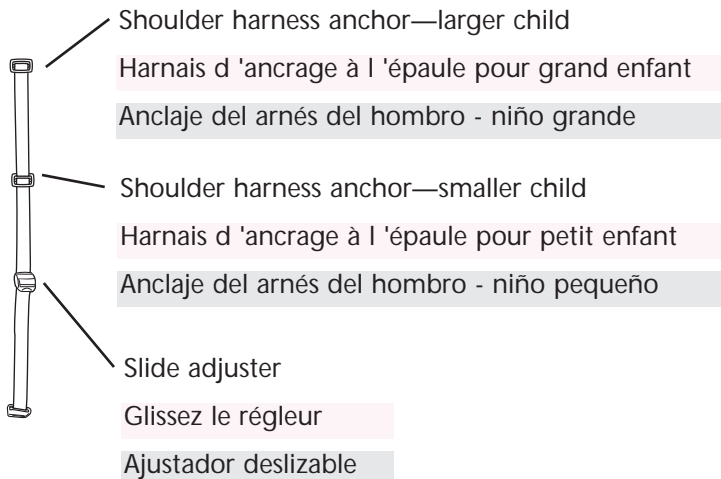 Shoulder harness anchor—larger child
Harnais d 'ancrage à l 'épaule pour grand enfant
Anclaje del arnés del hombro - niño grande
Shoulder harness anchor—smaller child
Harnais d 'ancrage à l 'épaule pour petit enfant
Anclaje del arnés del hombro - niño pequeño
Slide adjuster
Glissez le régleur
Ajustador deslizable